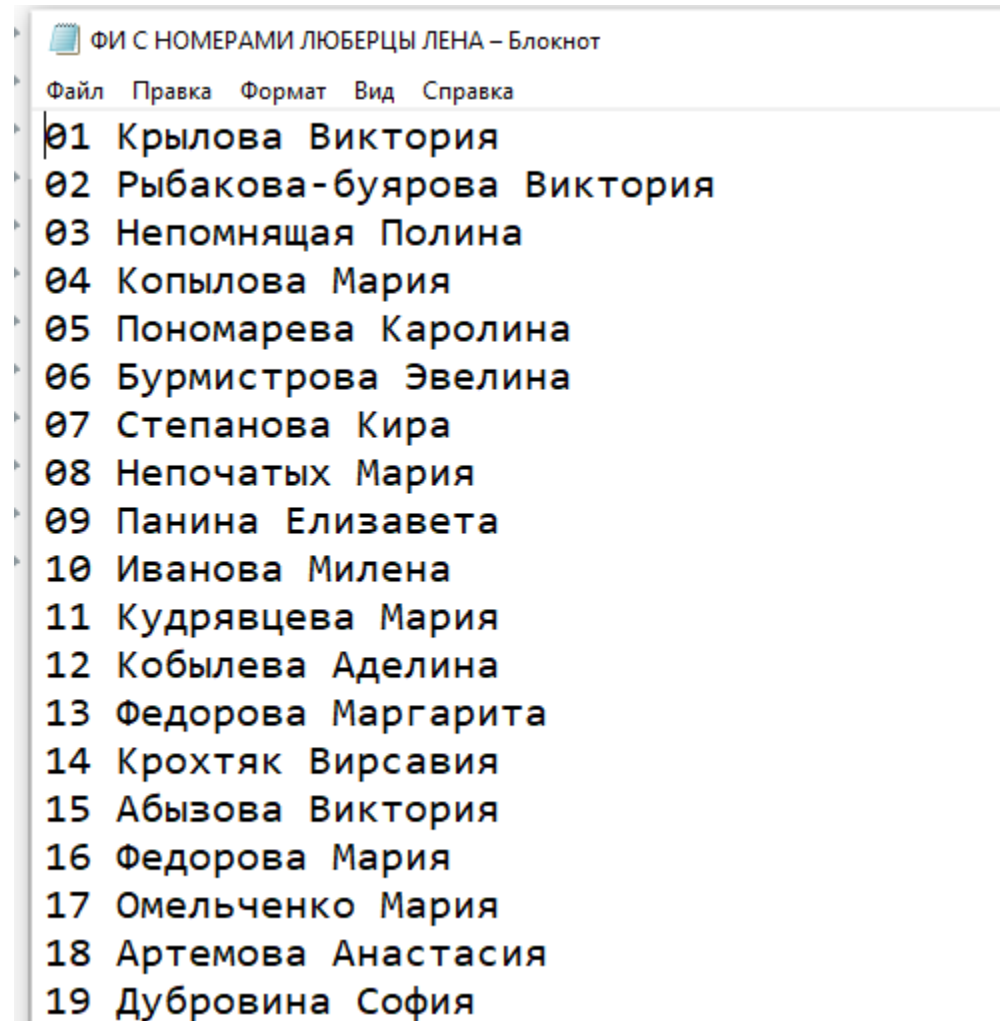 ФИ С НОМЕРАМИ ЛЮБЕРЦЫ ЛЕНА – Блокнот
Файл Правка Формат Вид Справка
01 Крылова Виктория
02 Рыбакова-буярова Виктория
03 Непомнящая Полина
04 Копылова Мария
05 Пономарева Каролина
06 Бурмистрова Эвелина
07 Степанова Кира
08 Непочатых Мария
09 Панина Елизавета
10 Иванова Милена
11 Кудрявцева Мария
12 Кобылева Аделина
13 Федорова Маргарита
14 Крохтяк Вирсавия
15 Абызова Виктория
16 Федорова Мария
17 Омельченко Мария
18 Артемова Анастасия
19 Дубровина София